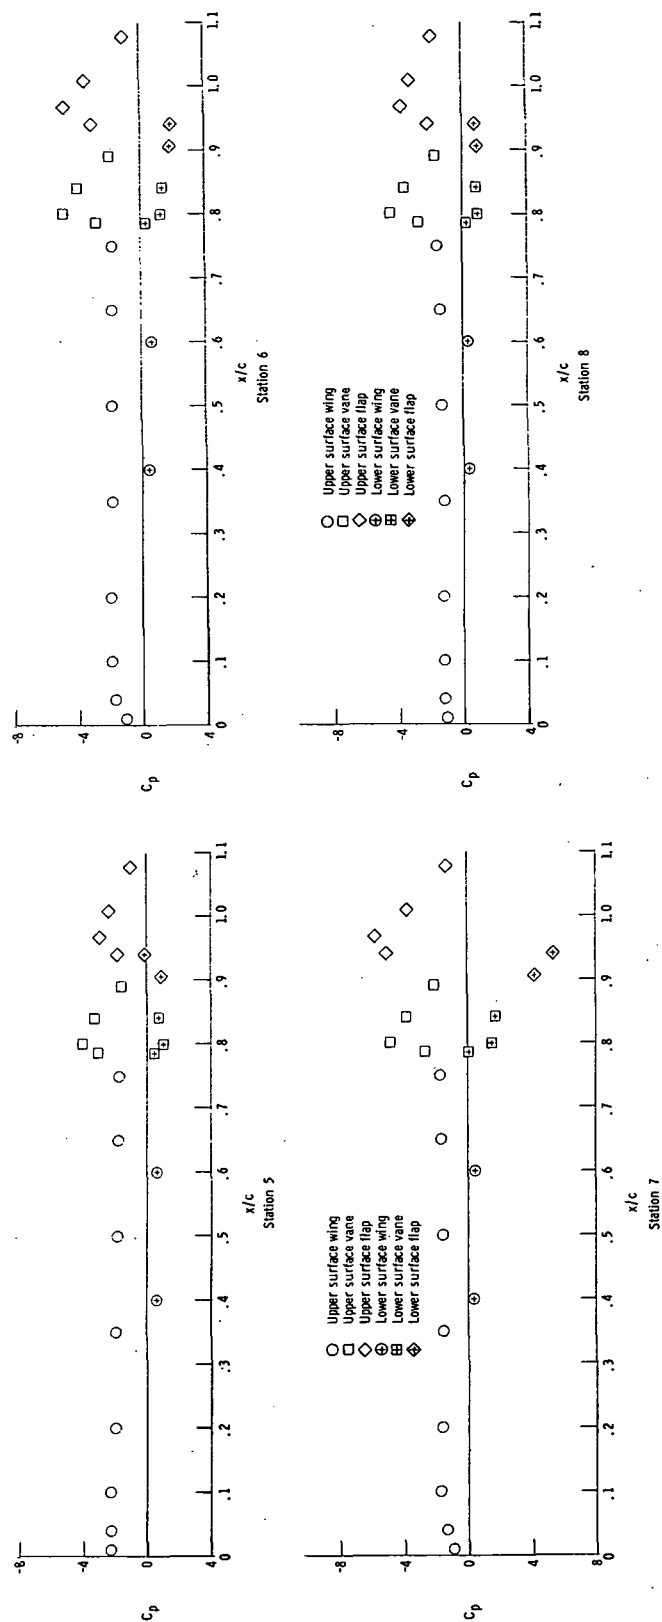 -8
-4
0
4
Cp
0
.1
.2
.3
.4
.5
.6
.7
.8
.9
1.0
1.1
x/c
Station 5
-8
-4
0
4
Cp
0
.1
.2
.3
.4
.5
.6
.7
.8
.9
1.0
1.1
x/c
Station 6
Upper surface wing
Upper surface vane
Upper surface flap
Lower surface wing
Lower surface vane
Lower surface flap
-8
-4
0
4
8
Cp
0
.1
.2
.3
.4
.5
.6
.7
.8
.9
1.0
1.1
x/c
Station 7
Upper surface wing
Upper surface vane
Upper surface flap
Lower surface wing
Lower surface vane
Lower surface flap
-8
-4
0
4
Cp
0
.1
.2
.3
.4
.5
.6
.7
.8
.9
1.0
1.1
x/c
Station 8